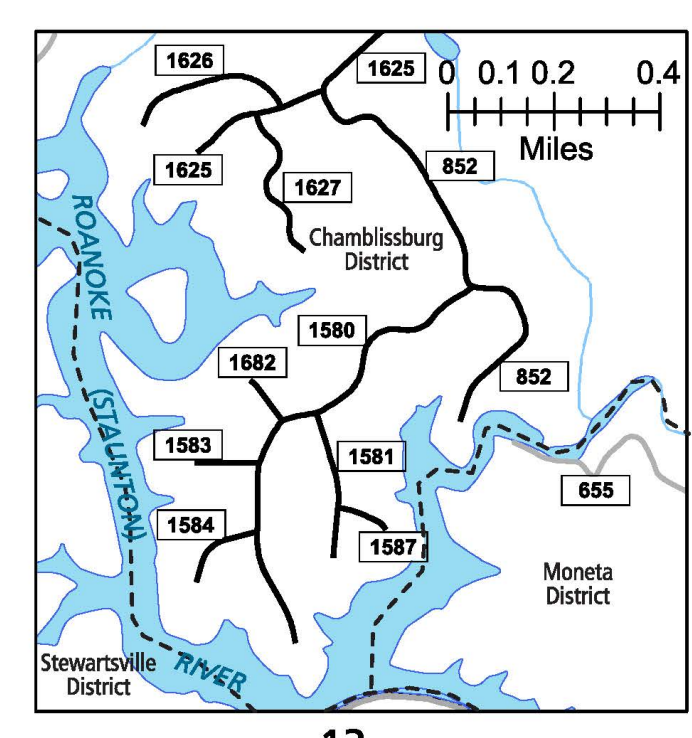 1626
1625
0 0.1 0.2 0.4
Miles
1625
852
1627
ROANOKE
Chamblissburg
District
1580
1682
852
(STAUNTON)
1583
1581
655
1584
1587
Moneta
District
Stewartsville
District
RIVER